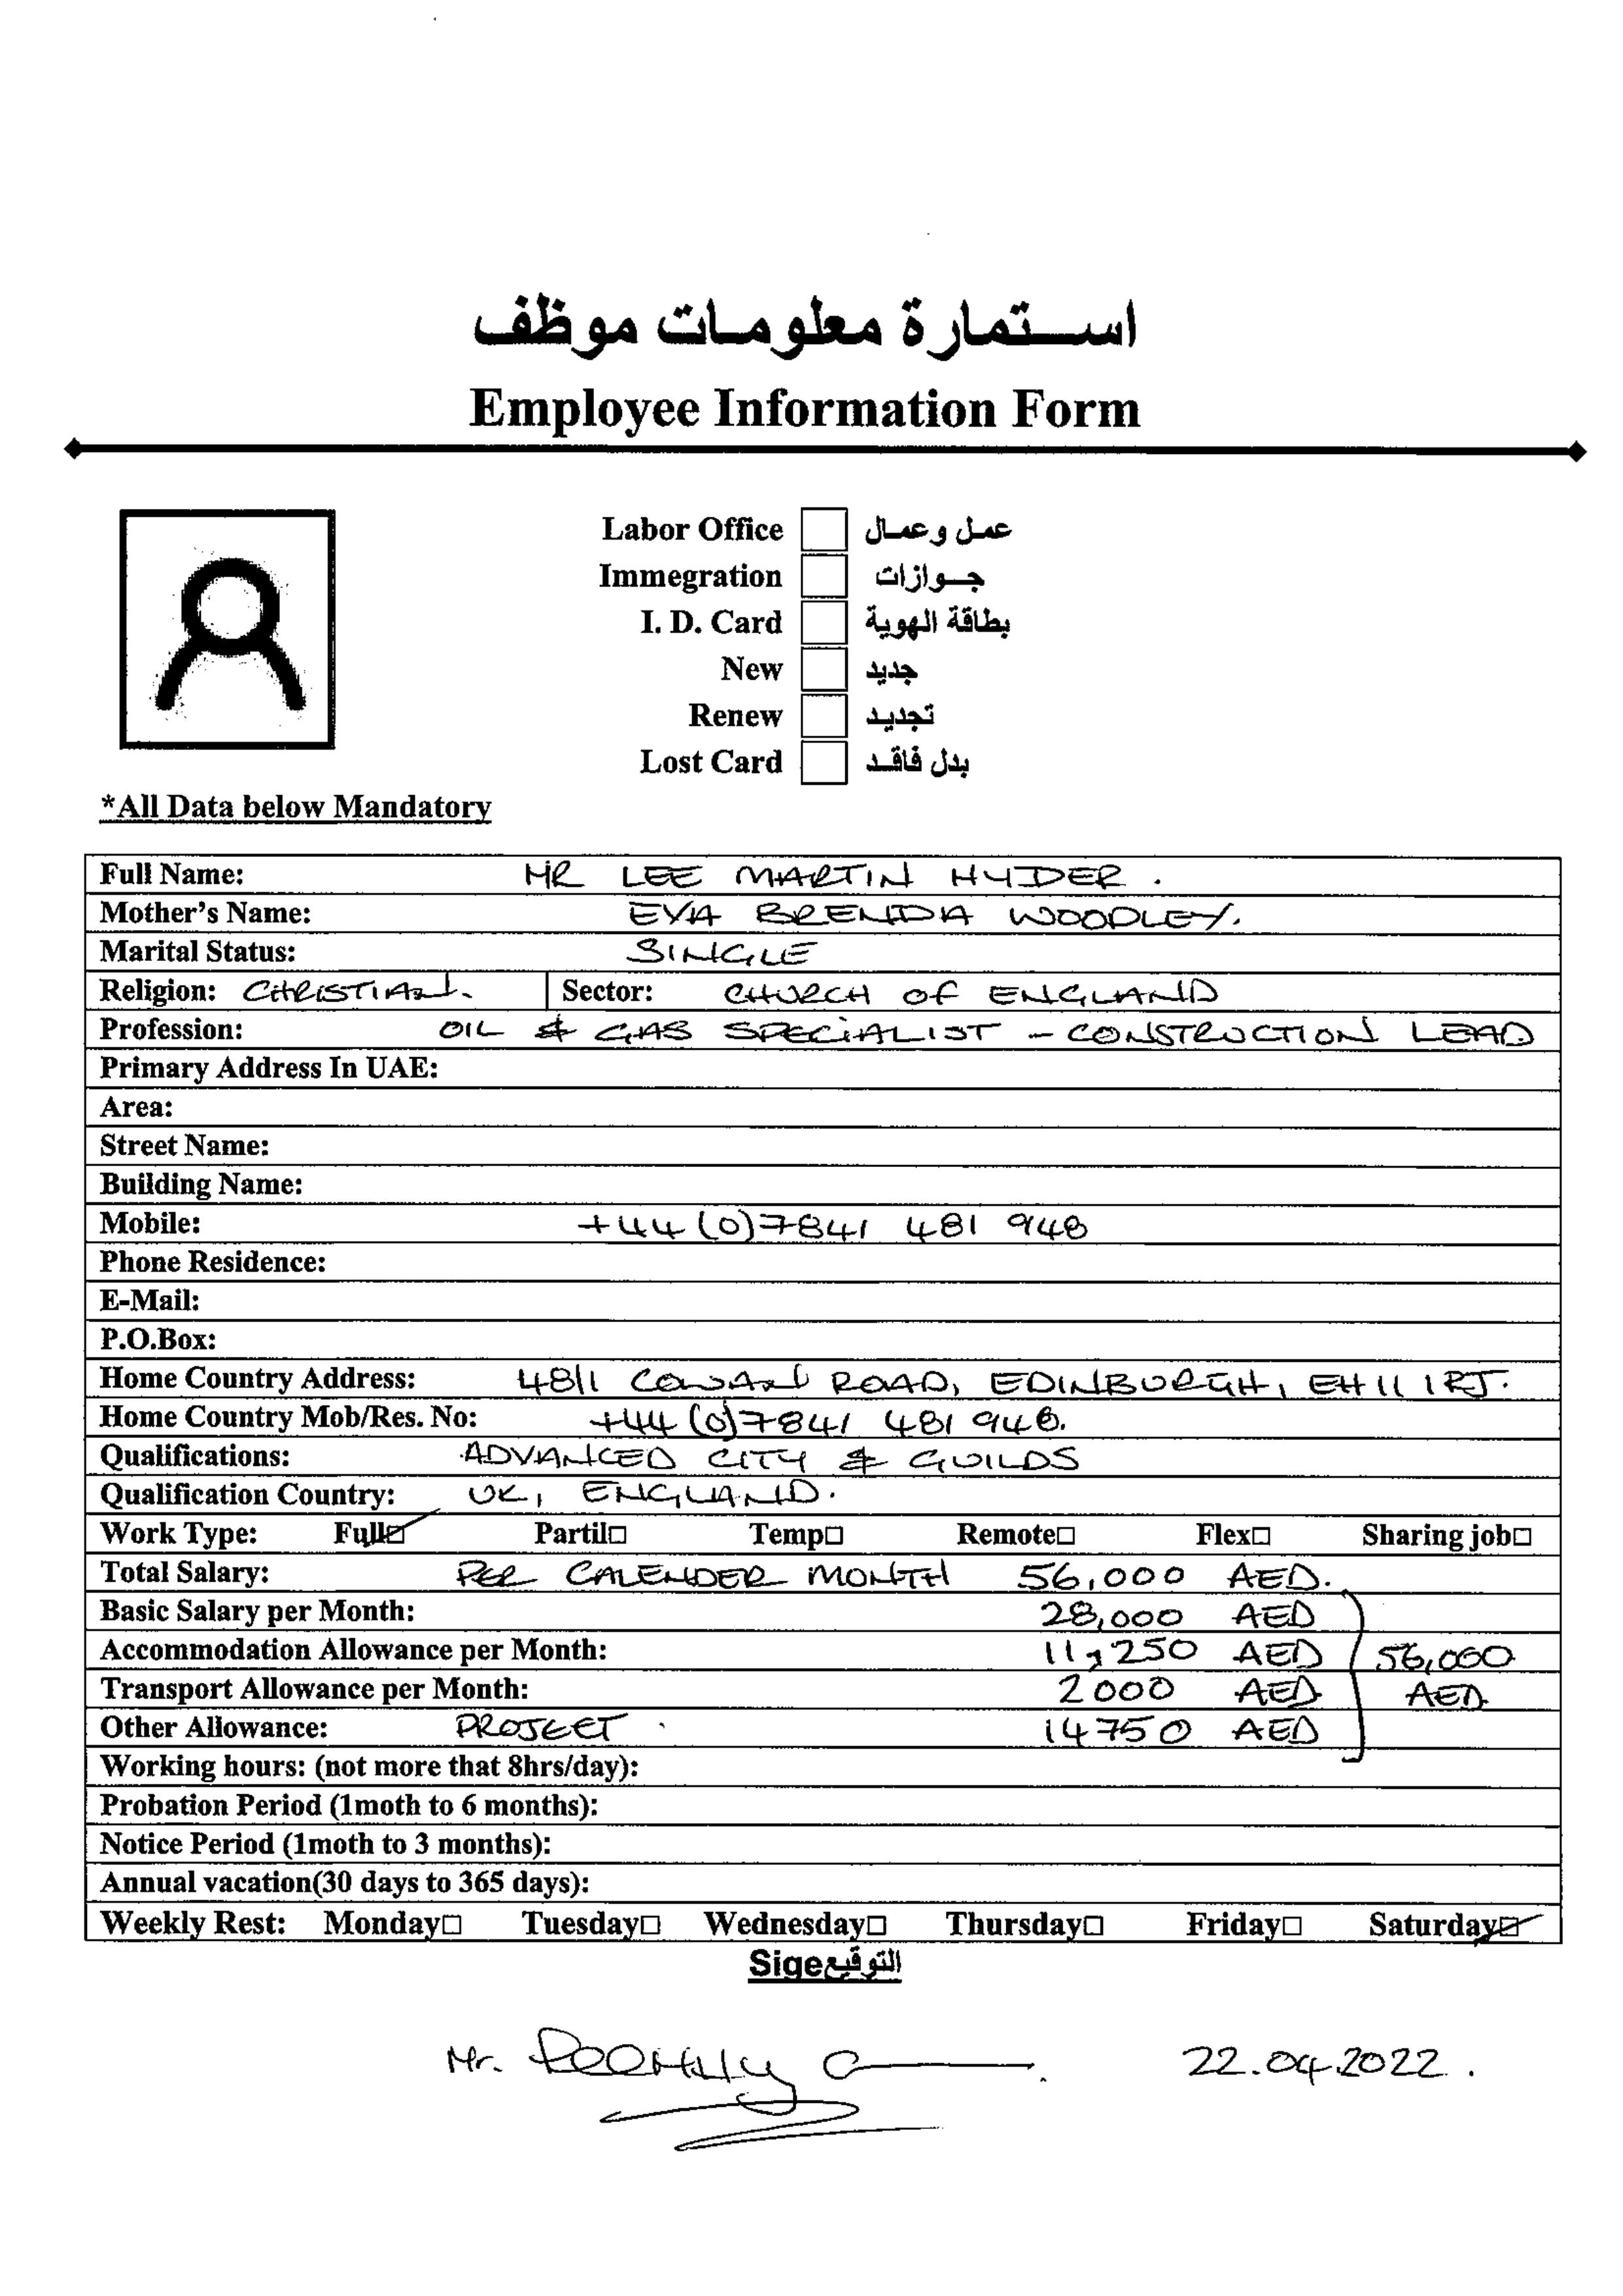 استمارة معلومات موظف
Employee Information Form
Labor Office عمل وعمال
Immegration جوازات
I. D. Card بطاقة الهوية
New جديد
Renew تجديد
Lost Card بدل فاقد
*All Data below Mandatory
Full Name: MR LEE MARTIN HYDER.
Mother's Name: EVA BRENDA WOODLEY.
Marital Status: SINGLE
Religion: CHRISTIAN. Sector: CHURCH OF ENGLAND
Profession: OIL & GAS SPECIALIST - CONSTRUCTION LEAD
Primary Address In UAE:
Area:
Street Name:
Building Name:
Mobile: +44(0)7841 481 948
Phone Residence:
E-Mail:
P.O.Box:
Home Country Address: 48/1 ROAD, EDINBURGH, EH11 1RJ.
Home Country Mob/Res. No: +44(0)7841 481 948.
Qualifications: ADVANCED CITY & GUILDS
Qualification Country: UK, ENGLAND.
Work Type: Full Partil Temp Remote Flex Sharing job
Total Salary: PER CALENDER MONTH 56,000 AED.
Basic Salary per Month: 28,000 AED
Accommodation Allowance per Month: 11,250 AED 56,000
Transport Allowance per Month: 2000 AED AED
Other Allowance: PROJECT 14750 AED
Working hours: (not more that 8hrs/day):
Probation Period (1moth to 6 months):
Notice Period (1moth to 3 months):
Annual vacation(30 days to 365 days):
Weekly Rest: Monday Tuesday Wednesday Thursday Friday Saturday
Sige التوقيع
Mr. 22.04.2022.